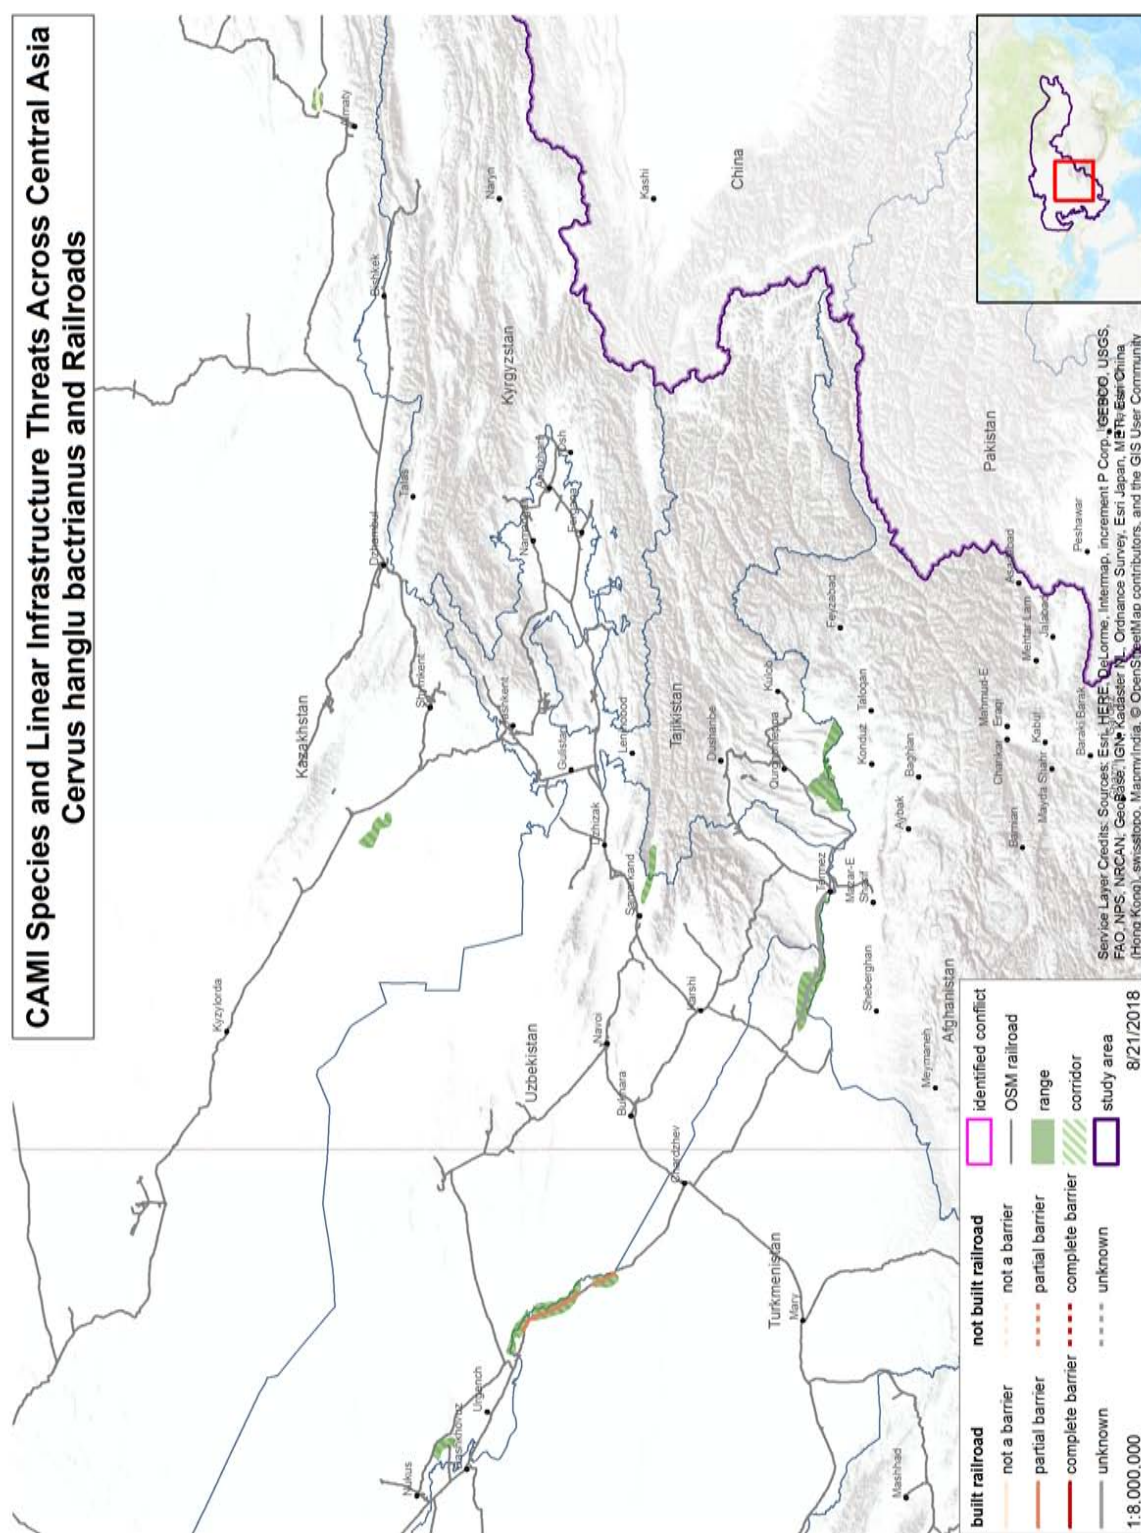 CAMI Species and Linear Infrastructure Threats Across Central Asia
Cervus hanglu bactrianus and Railroads
Almaty
Bishkek
Naryn
Kashi
China
Kyrgyzstan
Talas
Dzhambul
Osh
Andizhan
Namangan
Fergana
Kazakhstan
Shymkent
Tashkent
Gulistan
Leninobod
Dzhizak
Samarkand
Tajikistan
Dushanbe
Kulob
Qurghonteppa
Feyzabad
Taloqan
Konduz
Baghlan
Aybak
Termez
Mazar-E
Sharif
Sheberghan
Meymaneh
Afghanistan
Pakistan
Peshawar
Asadabad
Jalabad
Mehtar Lam
Mahmud-E
Eraqi
Charikar
Kabul
Mayda Shahr
Bamian
Baraki Barak
Kyzylorda
Uzbekistan
Navoi
Karshi
Bukhara
Chardzhev
Turkmenistan
Mary
Mashhad
Urgench
Dashhovuz
Nukus
Service Layer Credits: Sources: Esri, HERE, DeLorme, Intermap, increment P Corp., GEBCO, USGS,
FAO, NPS, NRCAN, GeoBase, IGN, Kadaster NL, Ordnance Survey, Esri Japan, METI, Esri China
(Hong Kong), swisstopo, MapmyIndia, © OpenStreetMap contributors, and the GIS User Community
built railroad
not a barrier
partial barrier
complete barrier
unknown
not built railroad
not a barrier
partial barrier
complete barrier
unknown
identified conflict
OSM railroad
range
corridor
study area
1:8.000.000
8/21/2018